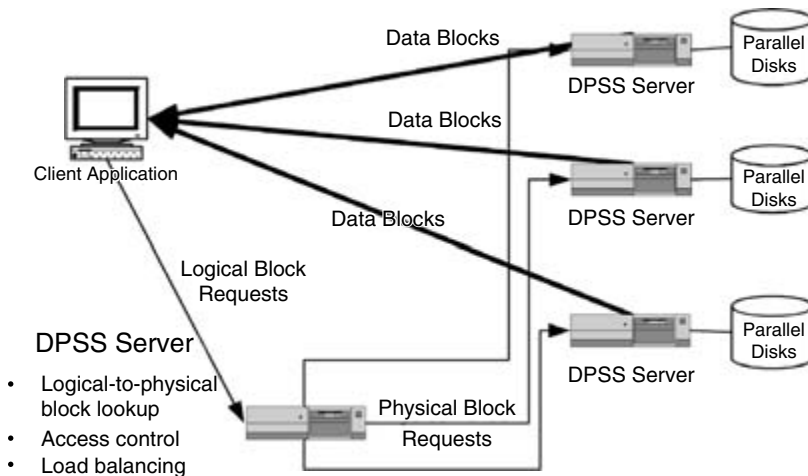 Data Blocks
DPSS Server
Parallel
Disks
Client Application
Data Blocks
DPSS Server
Parallel
Disks
Data Blocks
Logical Block
Requests
DPSS Server
Parallel
Disks
DPSS Server
• Logical-to-physical
block lookup
• Access control
• Load balancing
Physical Block
Requests